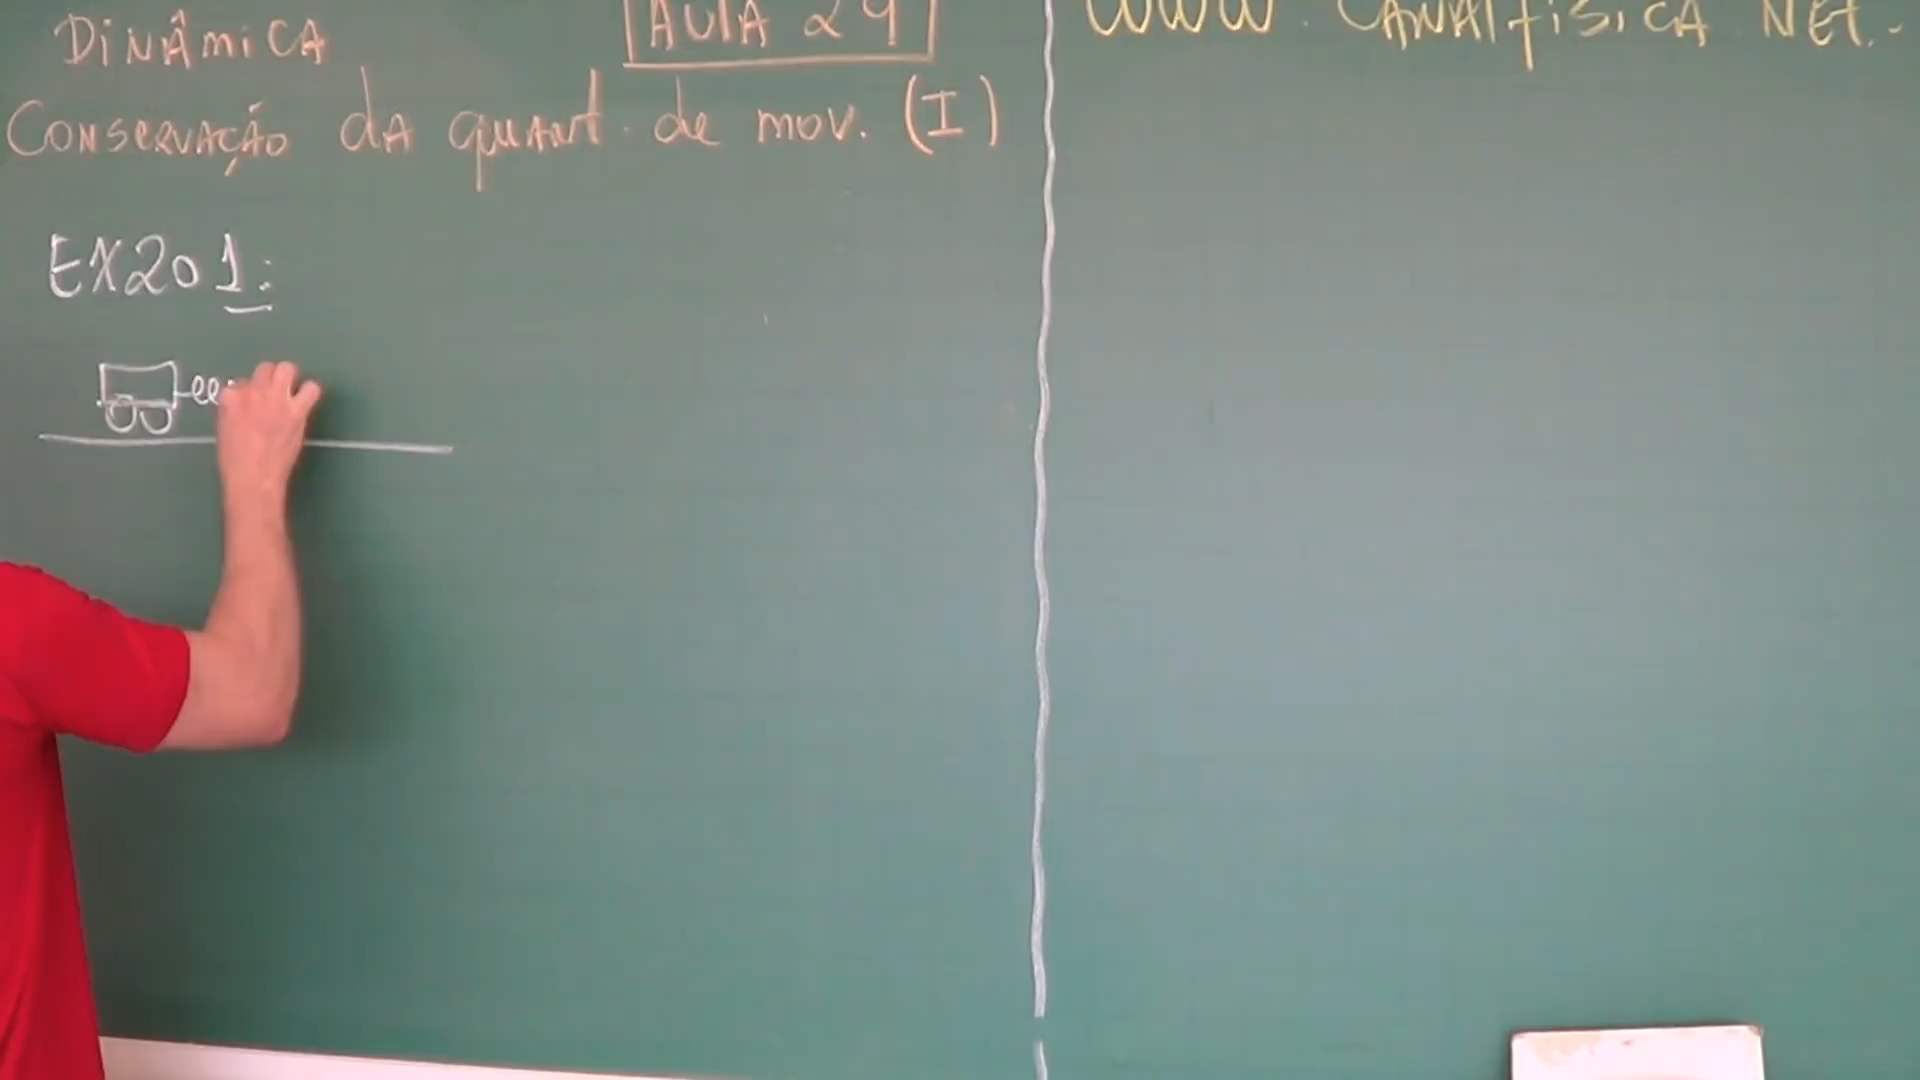 DINÂMICA
AULA 29
CONSERVAÇÃO dA quant. de mov. (I)
EX201:
WWW. CANALFISICA NET.